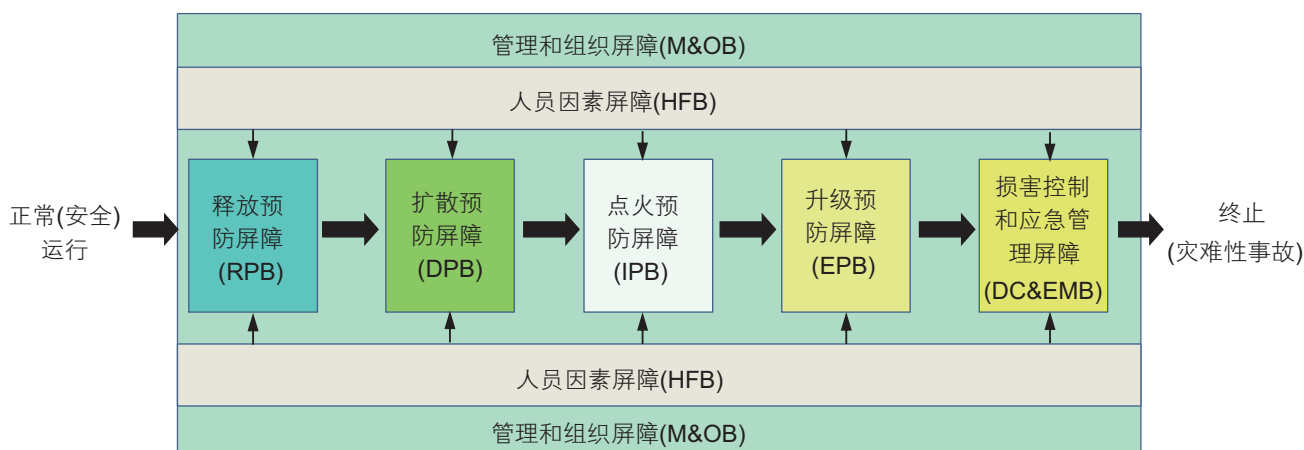 管理和组织屏障(M&OB)
人员因素屏障(HFB)
正常(安全)
运行
释放预
防屏障
(RPB)
扩散预
防屏障
(DPB)
点火预
防屏障
(IPB)
升级预
防屏障
(EPB)
损害控制
和应急管
理屏障
(DC&EMB)
终止
(灾难性事故)
人员因素屏障(HFB)
管理和组织屏障(M&OB)